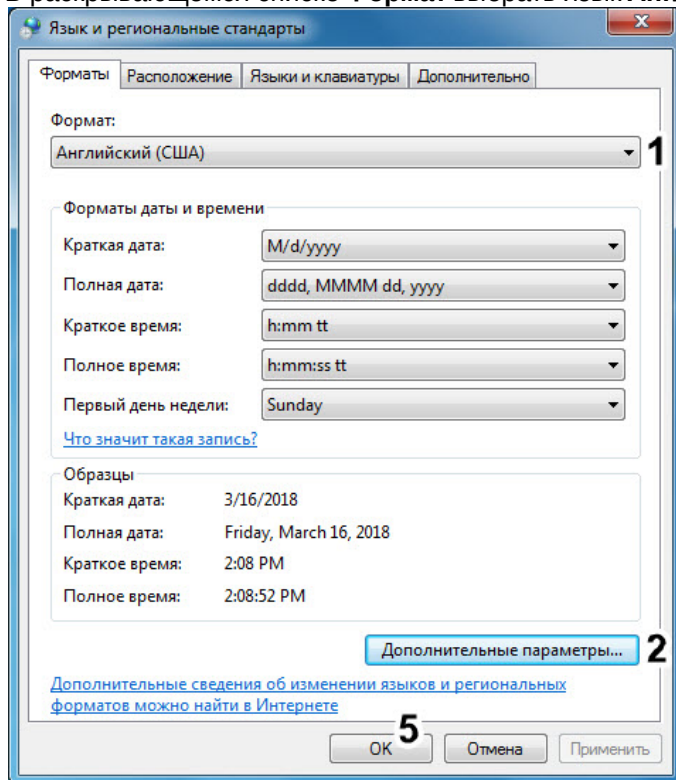 Язык и региональные стандарты
Форматы Расположение Языки и клавиатуры Дополнительно
Формат:
Английский (США) 1
Форматы даты и времени
Краткая дата: M/d/yyyy
Полная дата: dddd, MMMM dd, yyyy
Краткое время: h:mm tt
Полное время: h:mm:ss tt
Первый день недели: Sunday
Что значит такая запись?
Образцы
Краткая дата: 3/16/2018
Полная дата: Friday, March 16, 2018
Краткое время: 2:08 PM
Полное время: 2:08:52 PM
Дополнительные параметры... 2
Дополнительные сведения об изменении языков и региональных
форматов можно найти в Интернете
5
OK Отмена Применить